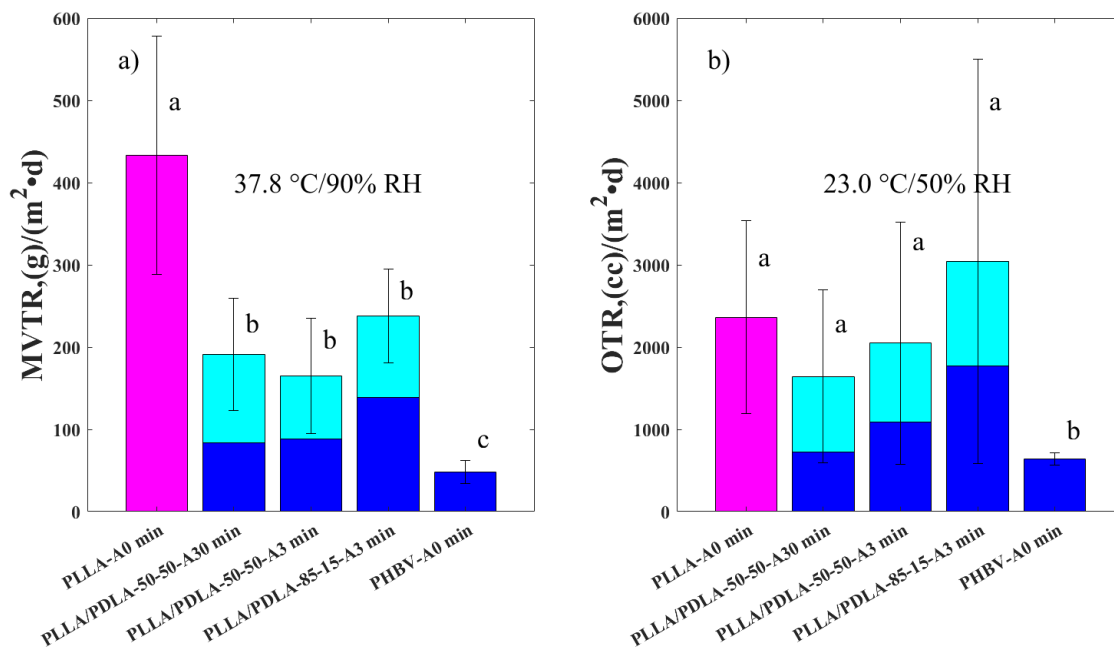 a)
600
500
400
300
200
100
0
MVTR,(g)/(m²•d)
37.8 °C/90% RH
a
b
b
b
c
PLLA-A0 min
PLLA/PDLA-50-50-A30 min
PLLA/PDLA-50-50-A3 min
PLLA/PDLA-85-15-A3 min
PHBV-A0 min
b)
6000
5000
4000
3000
2000
1000
0
OTR,(cc)/(m²•d)
23.0 °C/50% RH
a
a
a
a
b
PLLA-A0 min
PLLA/PDLA-50-50-A30 min
PLLA/PDLA-50-50-A3 min
PLLA/PDLA-85-15-A3 min
PHBV-A0 min